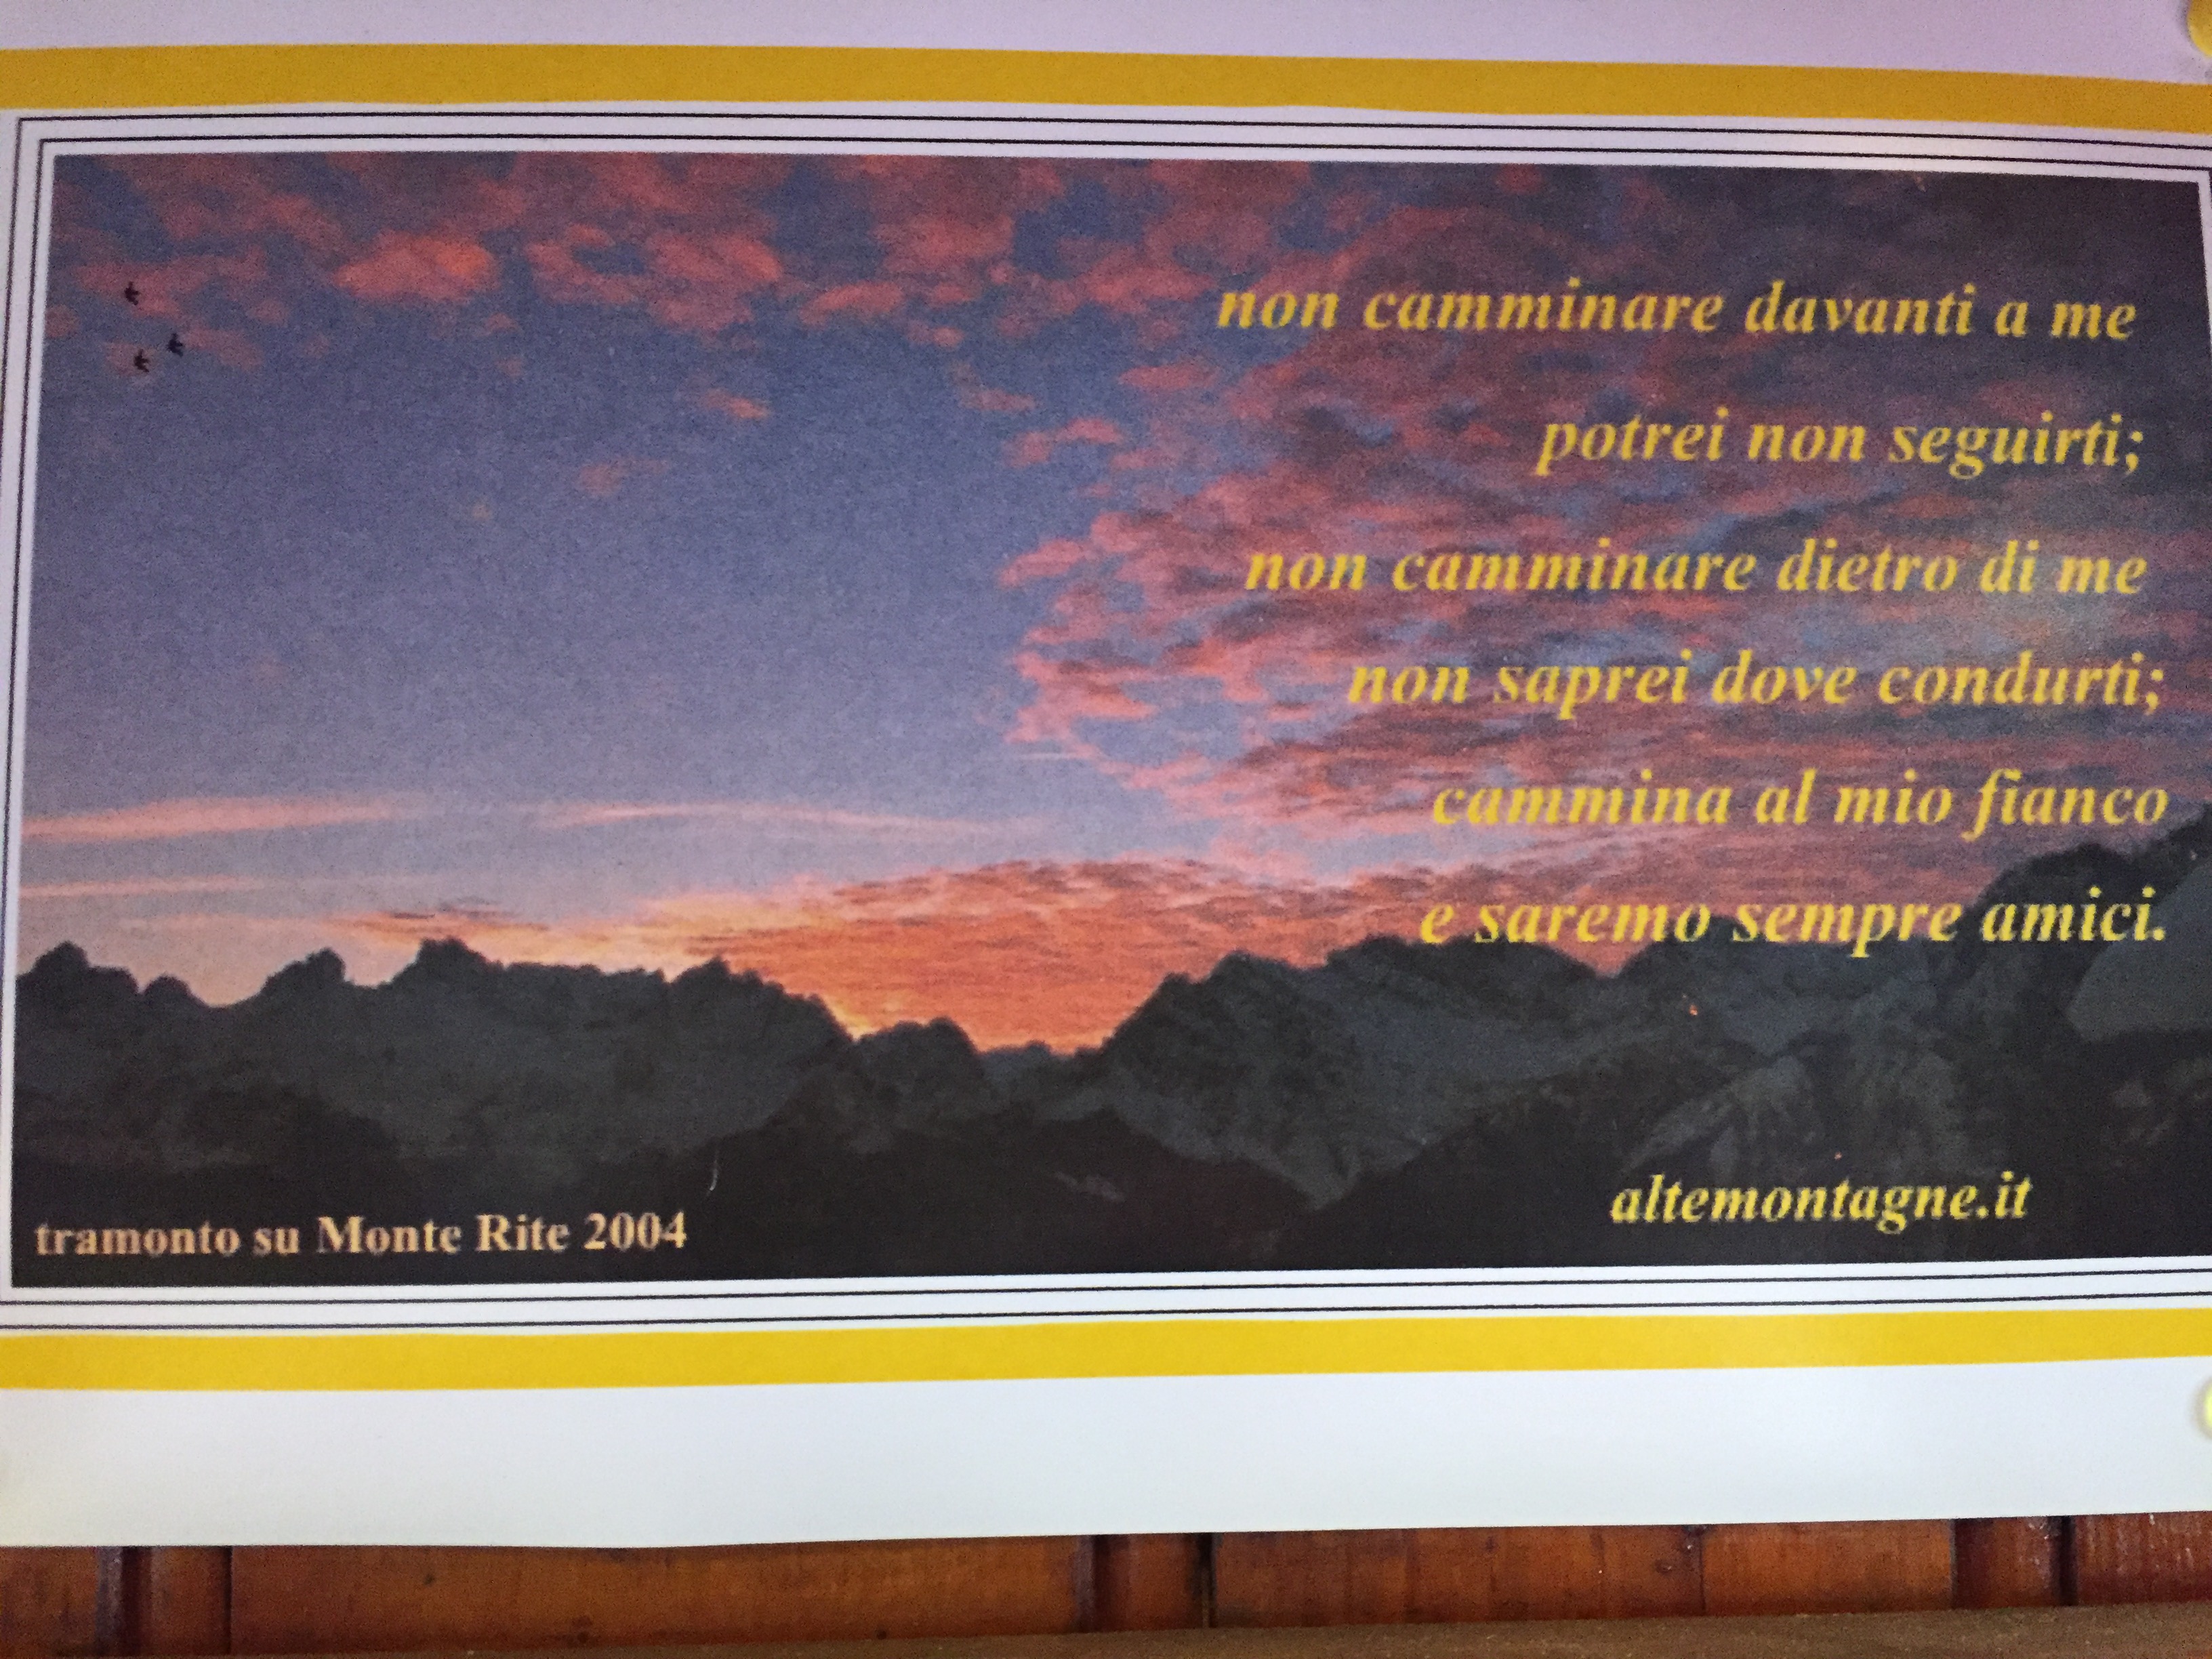 non camminare davanti a me
potrei non seguirti;
non camminare dietro di me
non saprei dove condurti;
cammina al mio fianco
e saremo sempre amici.
altemontagne.it
tramonto su Monte Rite 2004